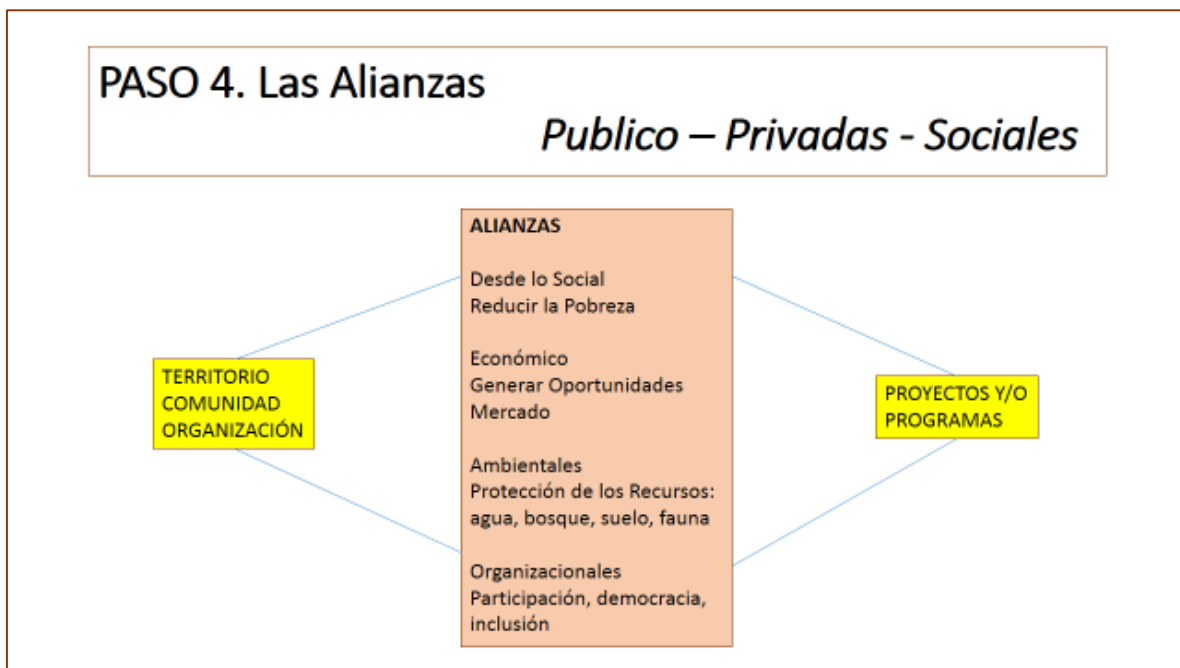 PASO 4. Las Alianzas
Publico – Privadas - Sociales
ALIANZAS
Desde lo Social
Reducir la Pobreza
Económico
Generar Oportunidades
Mercado
Ambientales
Protección de los Recursos:
agua, bosque, suelo, fauna
Organizacionales
Participación, democracia,
inclusión
TERRITORIO
COMUNIDAD
ORGANIZACIÓN
PROYECTOS Y/O
PROGRAMAS